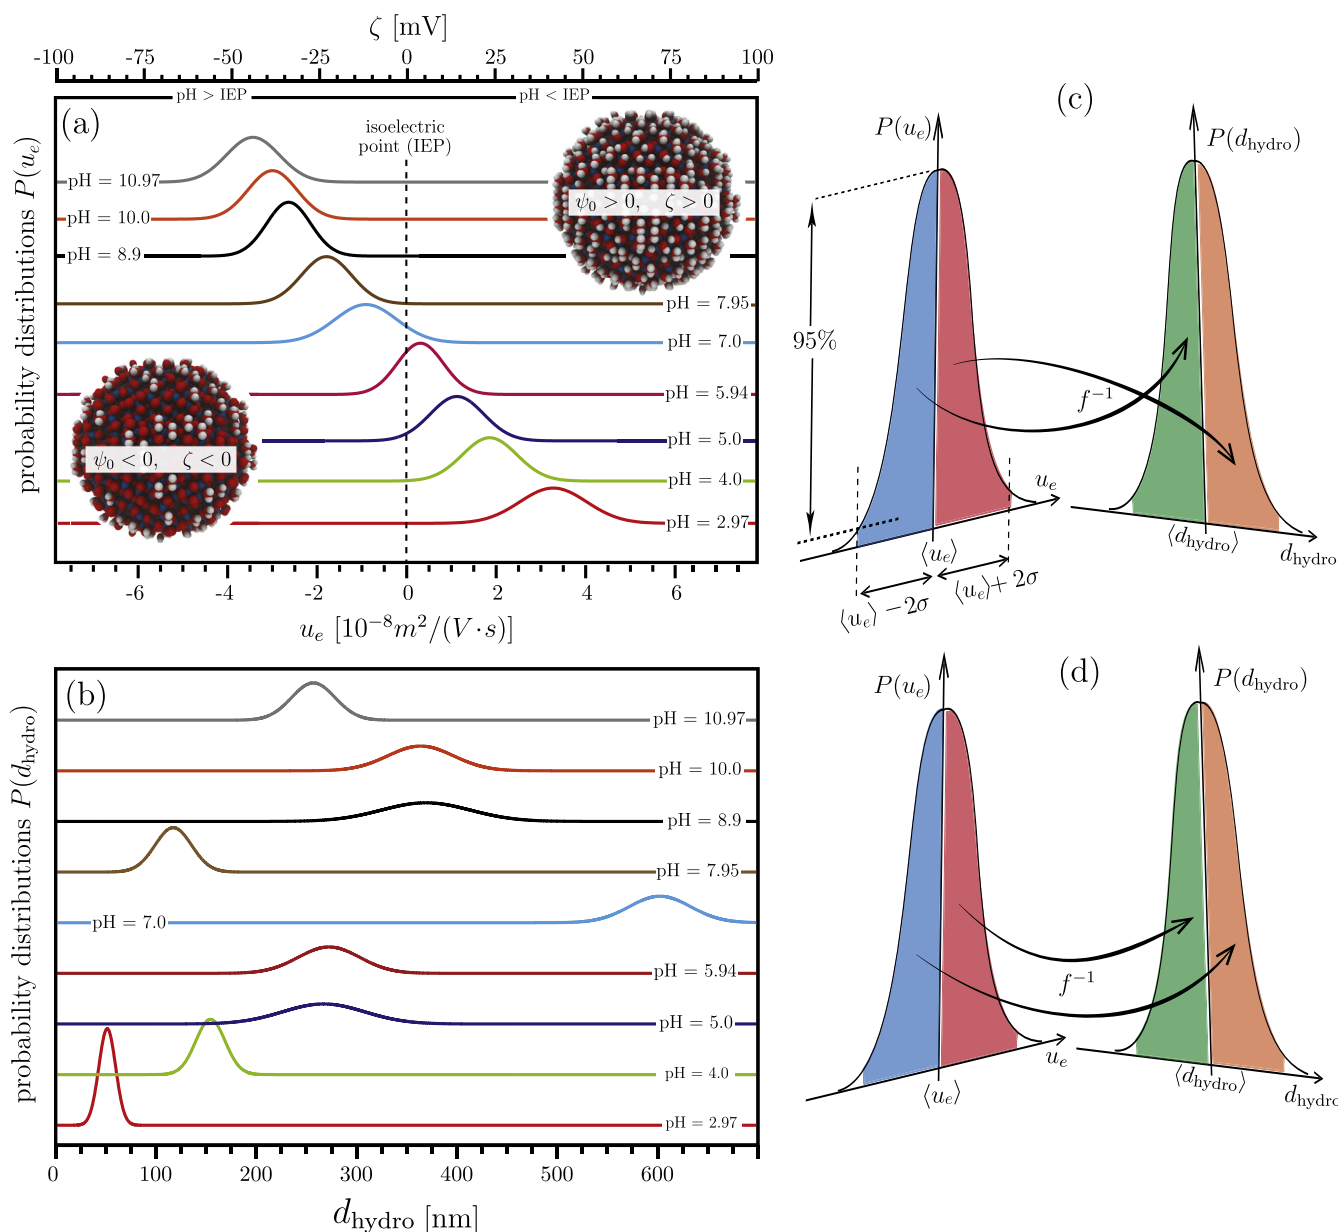 ζ [mV]
-100 -75 -50 -25 0 25 50 75 100
pH > IEP
pH < IEP
(a)
isoelectric
point (IEP)
probability distributions P(u_e)
pH = 10.97
pH = 10.0
pH = 8.9
pH = 7.95
pH = 7.0
pH = 5.94
pH = 5.0
pH = 4.0
pH = 2.97
ψ₀ > 0, ζ > 0
ψ₀ < 0, ζ < 0
-6 -4 -2 0 2 4 6
u_e [10⁻⁸m²/(V·s)]
(b)
probability distributions P(d_hydro)
pH = 10.97
pH = 10.0
pH = 8.9
pH = 7.95
pH = 7.0
pH = 5.94
pH = 5.0
pH = 4.0
pH = 2.97
0 100 200 300 400 500 600
d_hydro [nm]
(c)
P(u_e)
P(d_hydro)
95%
f⁻¹
u_e
⟨u_e⟩
⟨d_hydro⟩
d_hydro
⟨u_e⟩ −2σ
⟨u_e⟩+ 2σ
(d)
P(u_e)
P(d_hydro)
f⁻¹
u_e
⟨u_e⟩
⟨d_hydro⟩
d_hydro